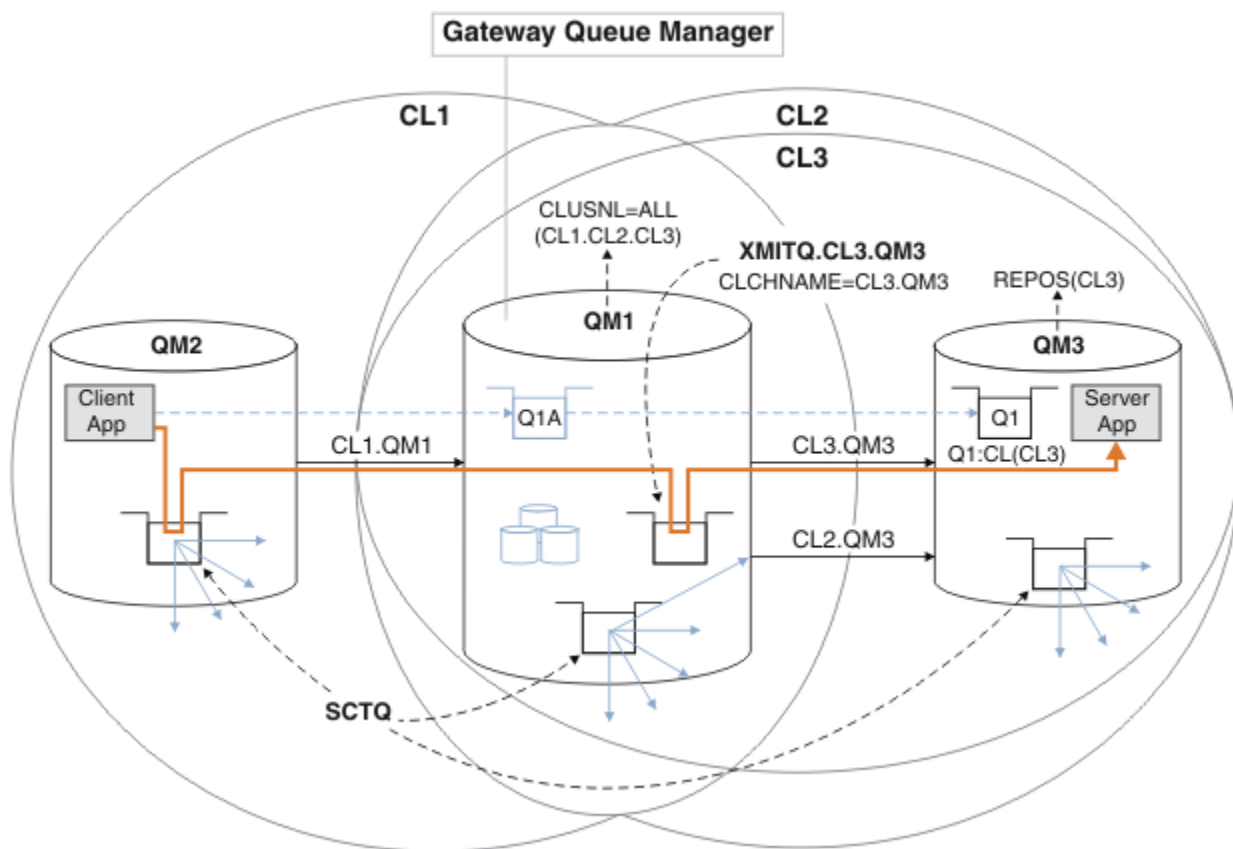 Gateway Queue Manager
CL1
CL2
CL3
CLUSNL=ALL
(CL1.CL2.CL3)
XMITQ.CL3.QM3
CLCHNAME=CL3.QM3
REPOS(CL3)
QM2
QM1
QM3
Client
App
Q1A
Q1
Server
App
CL1.QM1
CL3.QM3
Q1:CL(CL3)
CL2.QM3
SCTQ